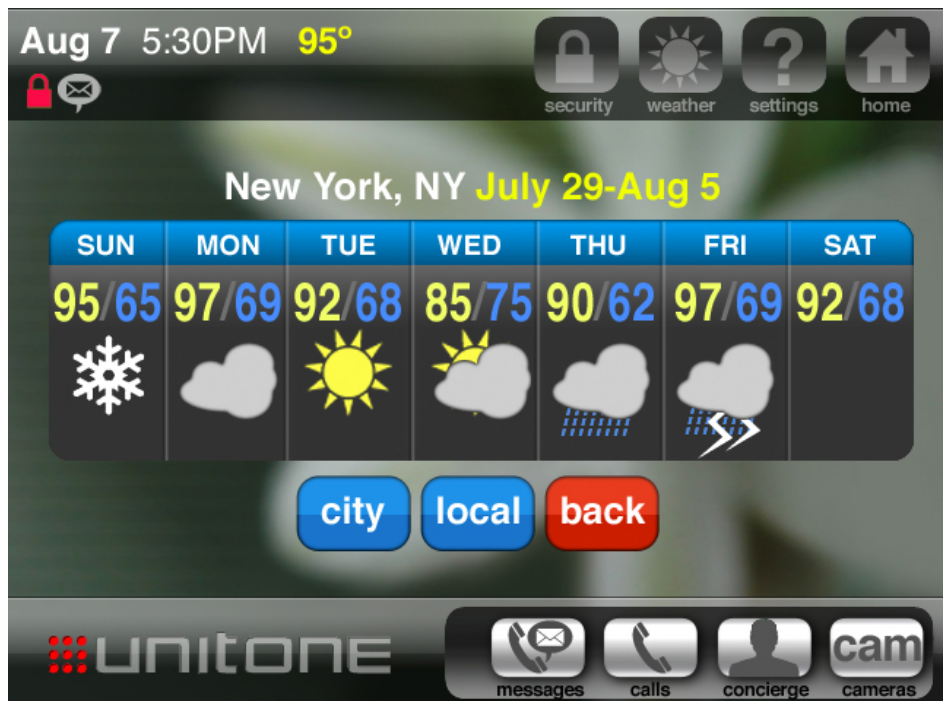 Aug 7 5:30PM 95°
security weather settings home
New York, NY July 29-Aug 5
SUN MON TUE WED THU FRI SAT
95/65 97/69 92/68 85/75 90/62 97/69 92/68
city local back
unitone
cam
messages calls concierge cameras